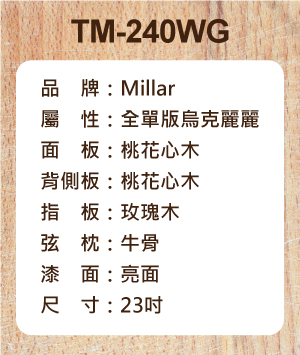 TM-240WG
品　牌：Millar
屬　性：全單版烏克麗麗
面　板：桃花心木
背側板：桃花心木
指　板：玫瑰木
弦　枕：牛骨
漆　面：亮面
尺　寸：23吋